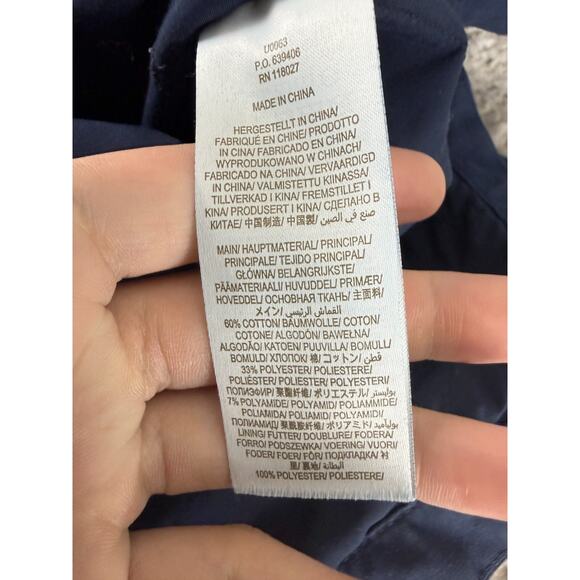 U0063
P.O. 639406
RN 118027
MADE IN CHINA
HERGESTELLT IN CHINA/
FABRIQUÉ EN CHINE/ PRODOTTO
IN CINA/ FABRICADO EN CHINA/
WYPRODUKOWANO W CHINACH/
FABRICADO NA CHINA/ VERVAARDIGD
IN CHINA/ VALMISTETTU KIINASSA/
TILLVERKAD I KINA/ FREMSTILLET I
KINA/ PRODUSERT I KINA/ СДЕЛАНО В
КИТАЕ/ 中国制造/ 中国製/ صنع في الصين
MAIN/ HAUPTMATERIAL/ PRINCIPAL/
PRINCIPALE/ TEJIDO PRINCIPAL/
GŁÓWNA/ BELANGRIJKSTE/
PÄÄMATERIAALI/ HUVUDDEL/ PRIMÆR/
HOVEDDEL/ ОСНОВНАЯ ТКАНЬ/ 主面料/
メイン/ القماش الرئيسي/
60% COTTON/ BAUMWOLLE/ COTON/
COTONE/ ALGODÓN/ BAWEŁNA/
ALGODÃO/ KATOEN/ PUUVILLA/ BOMULL/
BOMULD/ ХЛОПОК/ 棉/ コットン/ قطن/
33% POLYESTER/ POLIESTERE/
POLIÉSTER/ POLIESTER/ POLYESTERI/
ПОЛИЭФИР/ 聚酯纤维/ ポリエステル/ بوليستر/
7% POLYAMIDE/ POLYAMID/ POLIAMMIDE/
POLIAMIDA/ POLIAMID/ POLYAMIDI/
ПОЛИАМИД/ 聚酰胺纤维/ ポリアミド/ بولياميد/
LINING/ FUTTER/ DOUBLURE/ FODERA/
FORRO/ PODSZEWKA/ VOERING/ VUORI/
FODER/ FOER/ FÔR/ ПОДКЛАДКА/ 衬
里/ 裏地/ البطانة/
100% POLYESTER/ POLIESTERE/